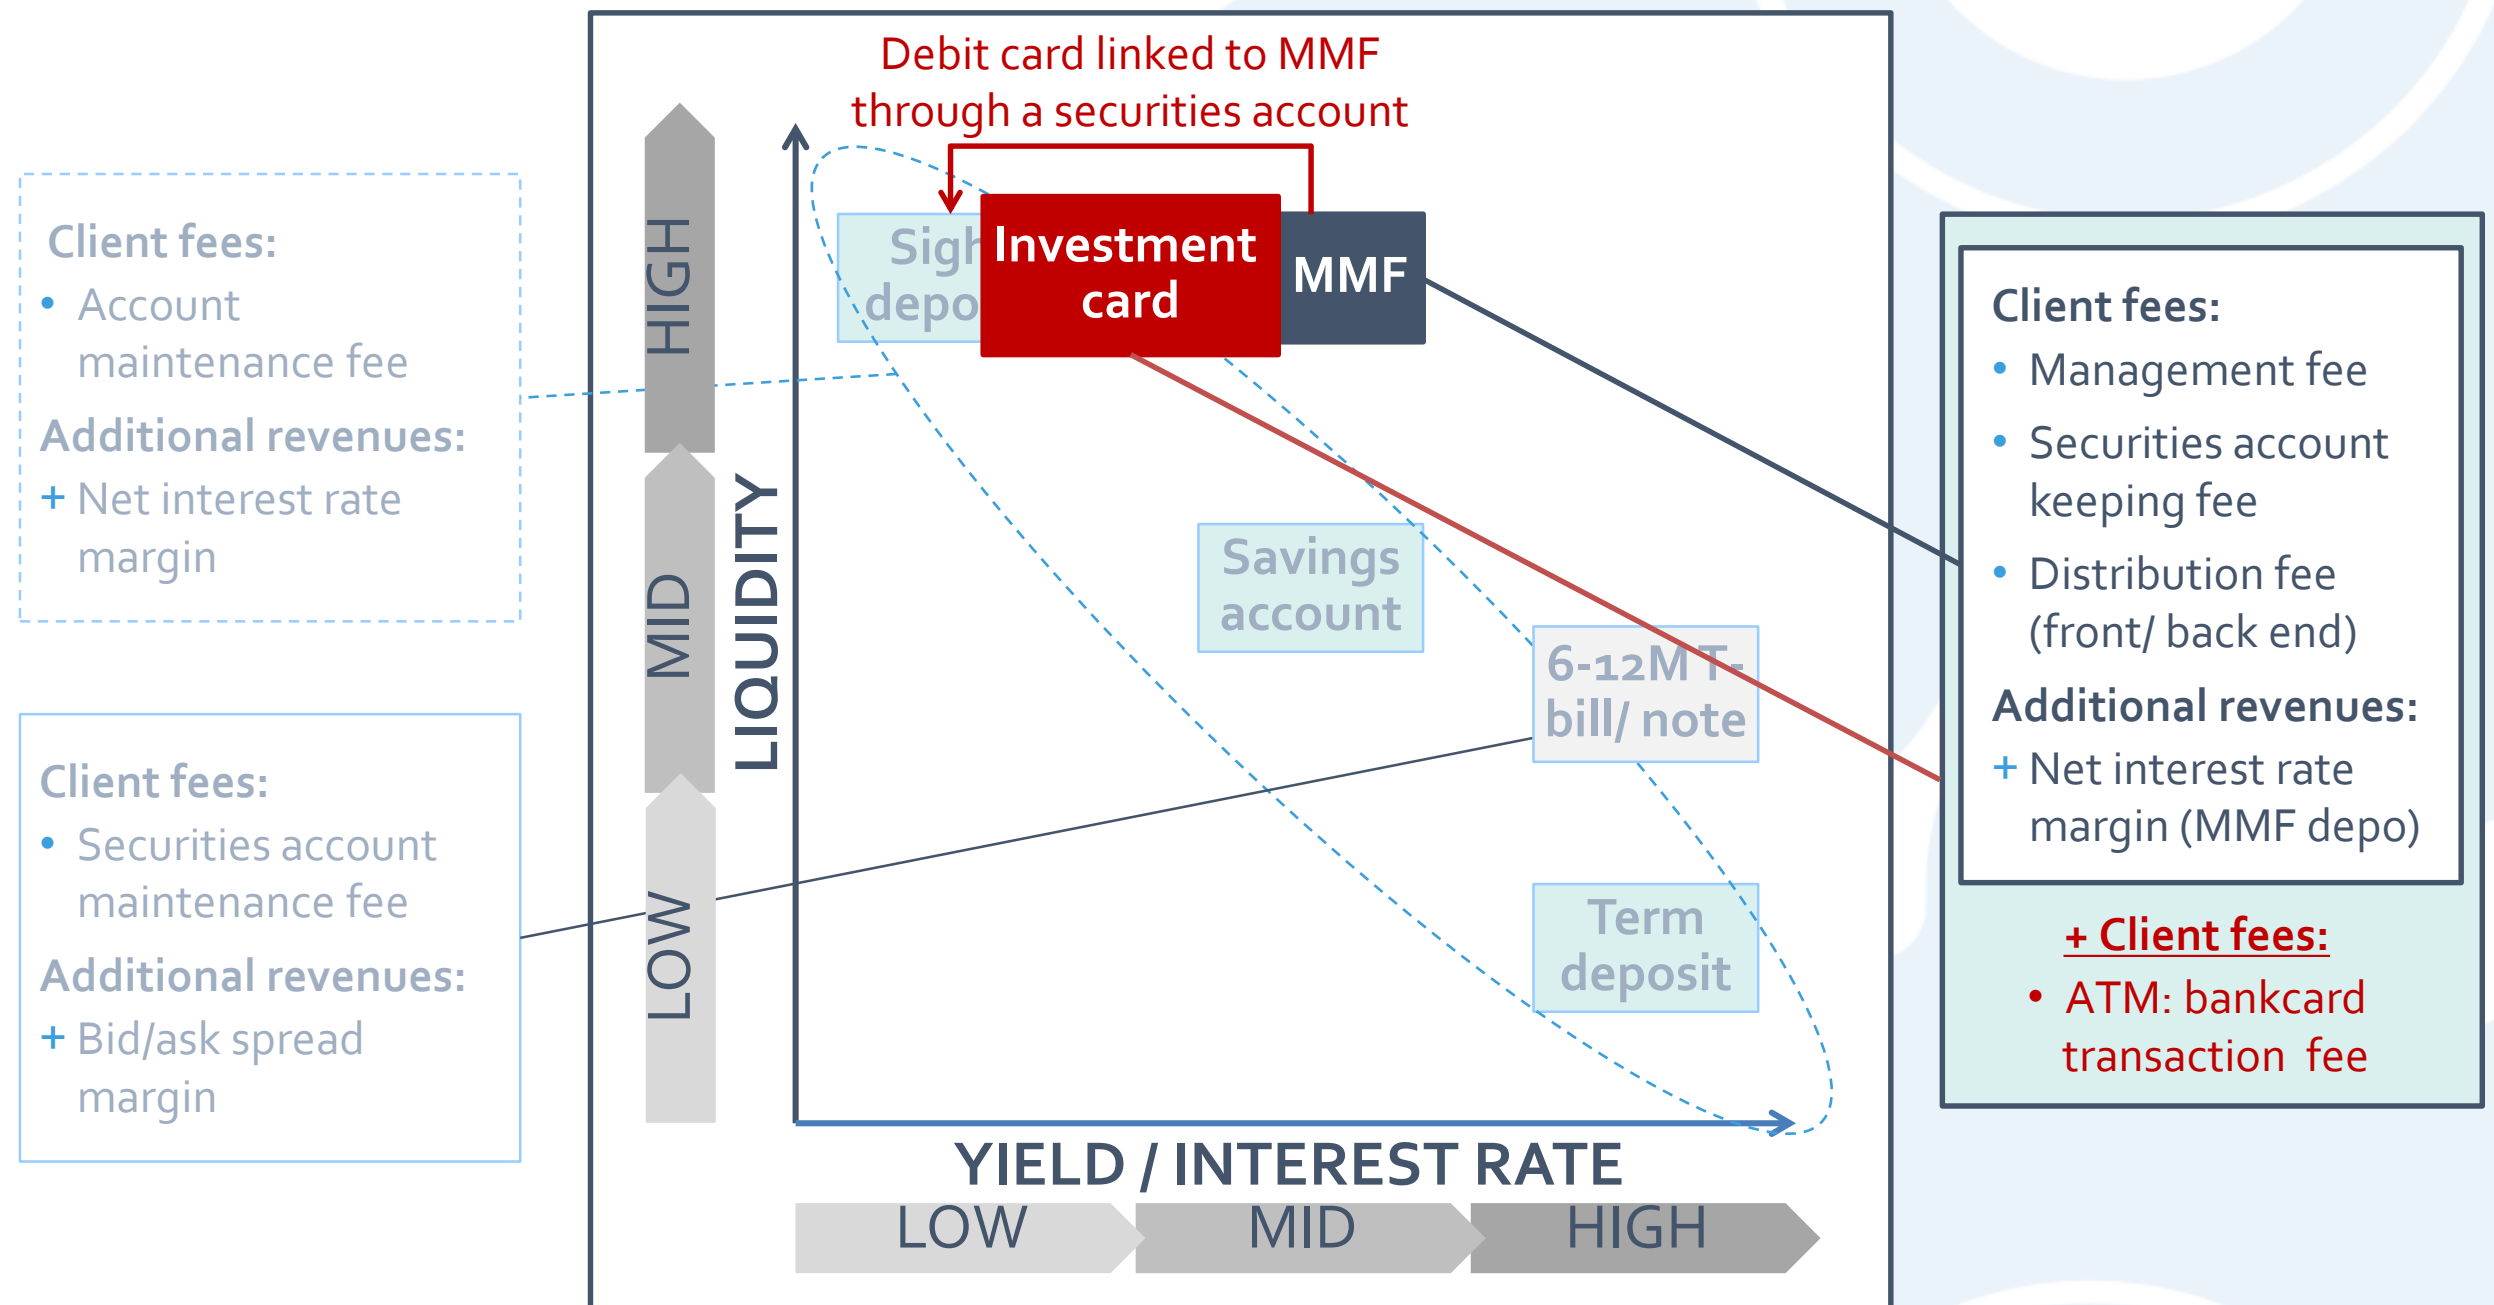 Debit card linked to MMF
through a securities account
Client fees:
• Account
maintenance fee
Additional revenues:
+ Net interest rate
margin
Client fees:
• Securities account
maintenance fee
Additional revenues:
+ Bid/ask spread
margin
HIGH
MID
LOW
LIQUIDITY
Investment
card
MMF
Savings
account
6-12M T-
bill/ note
Term
deposit
YIELD / INTEREST RATE
LOW
MID
HIGH
Client fees:
• Management fee
• Securities account
keeping fee
• Distribution fee
(front/ back end)
Additional revenues:
+ Net interest rate
margin (MMF depo)
+ Client fees:
• ATM: bankcard
transaction fee